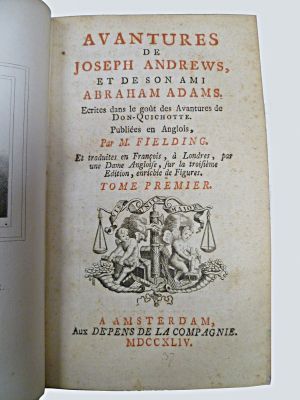 AVANTURES
DE
JOSEPH ANDREWS,
ET DE SON AMI
ABRAHAM ADAMS,
Ecrites dans le goût des Avantures de
DON-QUICHOTTE.
Publiées en Anglois,
Par M. FIELDING.
Et traduites en François, à Londres, par
une Dame Angloise, sur la troisiéme
Edition, enrichie de Figures.
TOME PREMIER.
A AMSTERDAM,
Aux DEPENS DE LA COMPAGNIE.
MDCCXLIV.